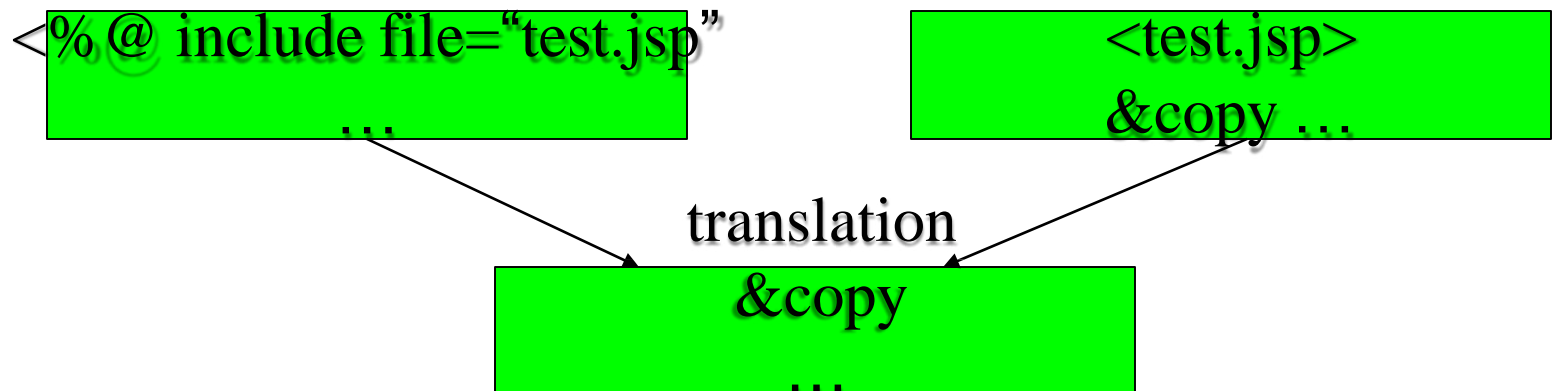 <% @ include file=“test.jsp”
…
<test.jsp>
&copy …
translation
&copy
…